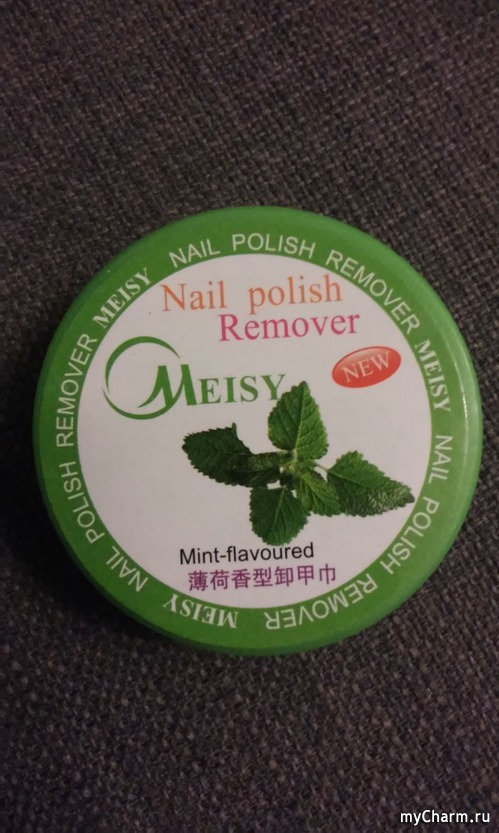 NAIL POLISH REMOVER MEISY NAIL POLISH REMOVER MEISY NAIL POLISH REMOVER MEISY
Nail polish
Remover
MEISY
NEW
Mint-flavoured
薄荷香型卸甲巾
myCharm.ru